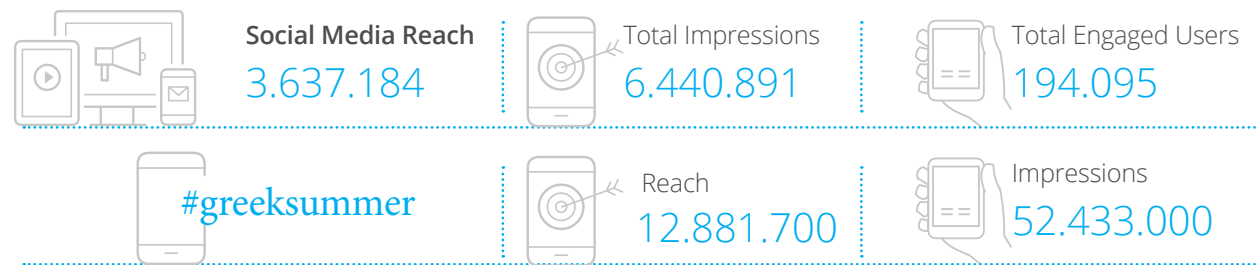 Social Media Reach
3.637.184
Total Impressions
6.440.891
Total Engaged Users
194.095
#greeksummer
Reach
12.881.700
Impressions
52.433.000